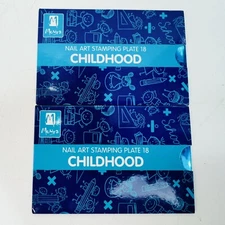 NAIL ART STAMPING PLATE 18
CHILDHOOD
NAIL ART STAMPING PLATE 18
CHILDHOOD